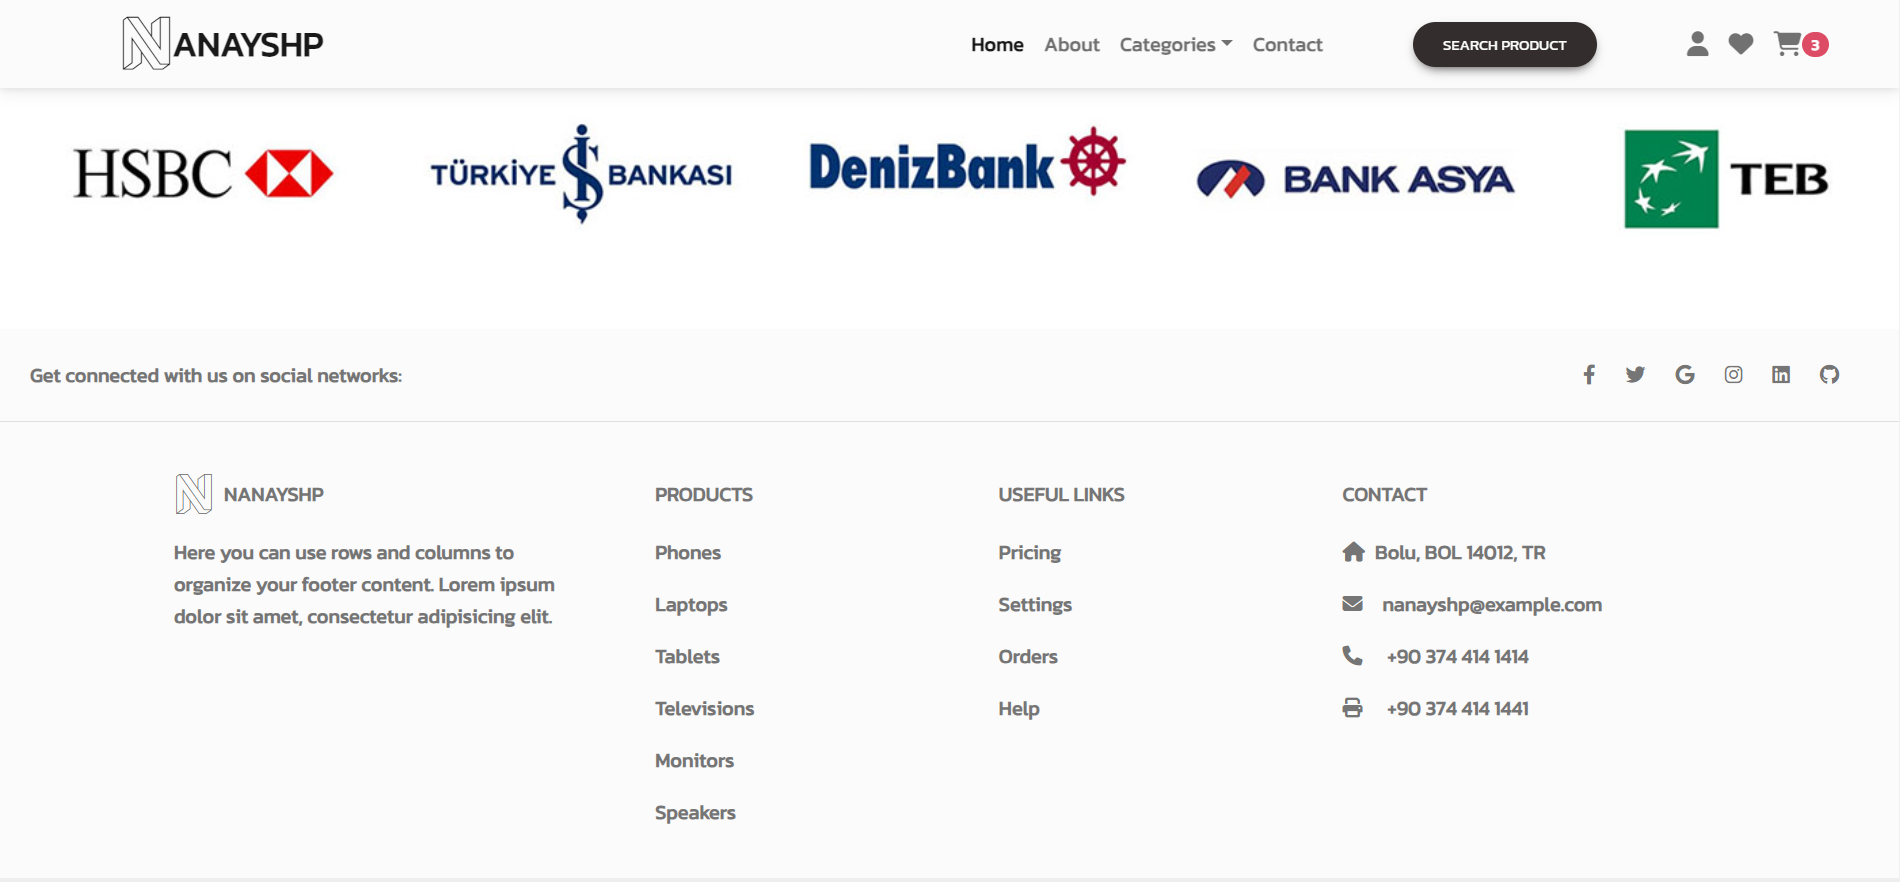 NANAYSHP
Home About Categories Contact SEARCH PRODUCT 3
HSBC TÜRKİYE İŞ BANKASI DenizBank BANK ASYA TEB
Get connected with us on social networks:
N NANAYSHP
Here you can use rows and columns to
organize your footer content. Lorem ipsum
dolor sit amet, consectetur adipisicing elit.
PRODUCTS
Phones
Laptops
Tablets
Televisions
Monitors
Speakers
USEFUL LINKS
Pricing
Settings
Orders
Help
CONTACT
Bolu, BOL 14012, TR
nanayshp@example.com
+90 374 414 1414
+90 374 414 1441